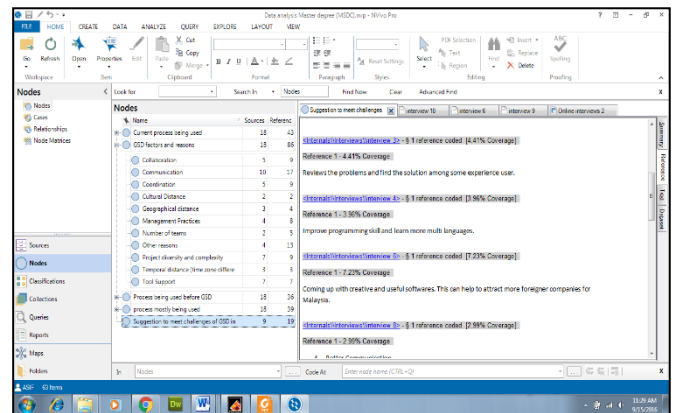 Data analysis Master degree (MSDC).nvp - NVivo Pro
FILE HOME CREATE DATA ANALYZE QUERY EXPLORE LAYOUT VIEW
Go Refresh Open Properties Edit Paste
Cut
Copy
Merge
B I U
Reset Settings
Select
PDF Selection
Text
Region
Find
Insert
Replace
Delete
ABC
Spelling
Workspace Item Clipboard Format Paragraph Styles Editing Proofing
Nodes
Look for Search In Nodes Find Now Clear Advanced Find
Nodes
Cases
Relationships
Node Matrices
Sources
Nodes
Classifications
Collections
Queries
Reports
Maps
Folders
Nodes
Name Sources Referenc
Current process being used 18 43
GSD factors and reasons 18 86
Collaboration 5 9
Communication 10 17
Coordination 5 9
Cultural Distance 2 2
Geographical distance 3 4
Management Practices 4 8
Number of teams 2 5
Other reasons 4 13
Project diversity and complexity 7 9
Temporal distance (time zone differe 3 3
Tool Support 7 7
Process being used before GSD 18 36
process mostly being used 18 39
Suggestion to meet challenges of GSD in 9 19
Suggestion to meet challenges interview 18 interview 6 interview 9 Online interviews 2
<Internals\Interviews\interview 3> - § 1 reference coded [4.41% Coverage]
Reference 1 - 4.41% Coverage
Reviews the problems and find the solution among some experience user.
<Internals\Interviews\interview 4> - § 1 reference coded [3.96% Coverage]
Reference 1 - 3.96% Coverage
Improve programming skill and learn more multi languages.
<Internals\Interviews\interview 6> - § 1 reference coded [7.23% Coverage]
Reference 1 - 7.23% Coverage
Coming up with creative and useful softwares. This can help to attract more foreigner companies for
Malaysia.
<Internals\Interviews\interview 9> - § 1 reference coded [2.99% Coverage]
Reference 1 - 2.99% Coverage
Better Communication
Summary
Reference
Text
Dataset
In Nodes Code At Enter node name (CTRL+Q)
ASIF 63 Items
Dw
11:29 AM
9/15/2016